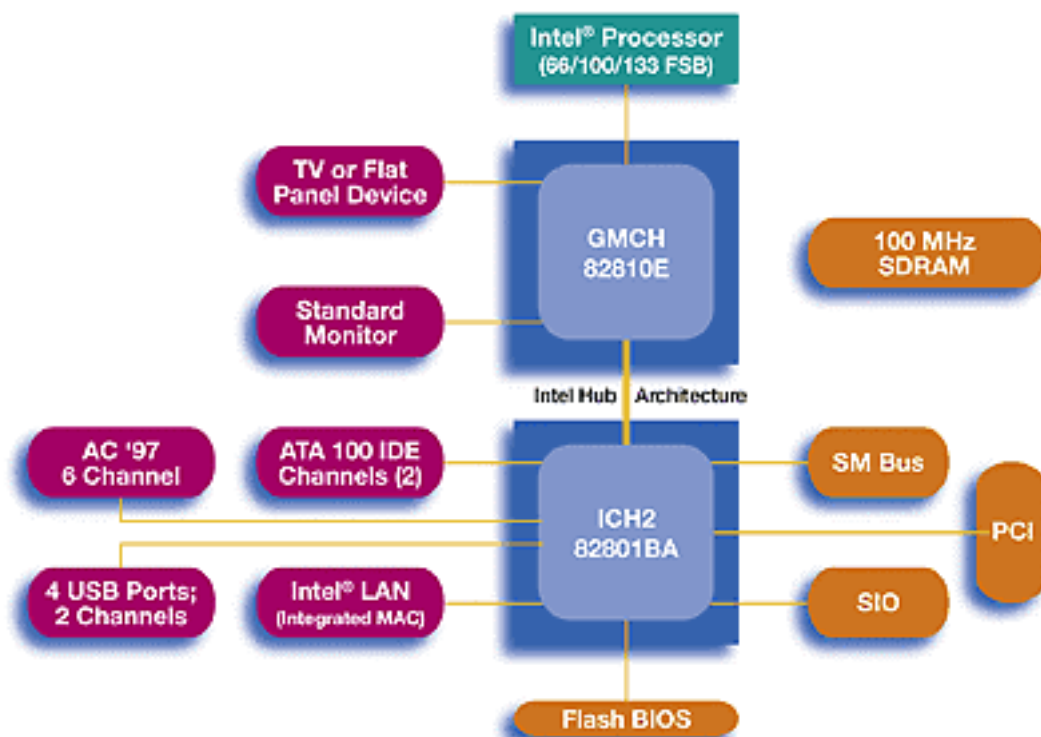 Intel® Processor
(66/100/133 FSB)
TV or Flat
Panel Device
GMCH
82810E
100 MHz
SDRAM
Standard
Monitor
Intel Hub Architecture
AC '97
6 Channel
ATA 100 IDE
Channels (2)
SM Bus
ICH2
82801BA
PCI
4 USB Ports;
2 Channels
Intel® LAN
(Integrated MAC)
SIO
Flash BIOS